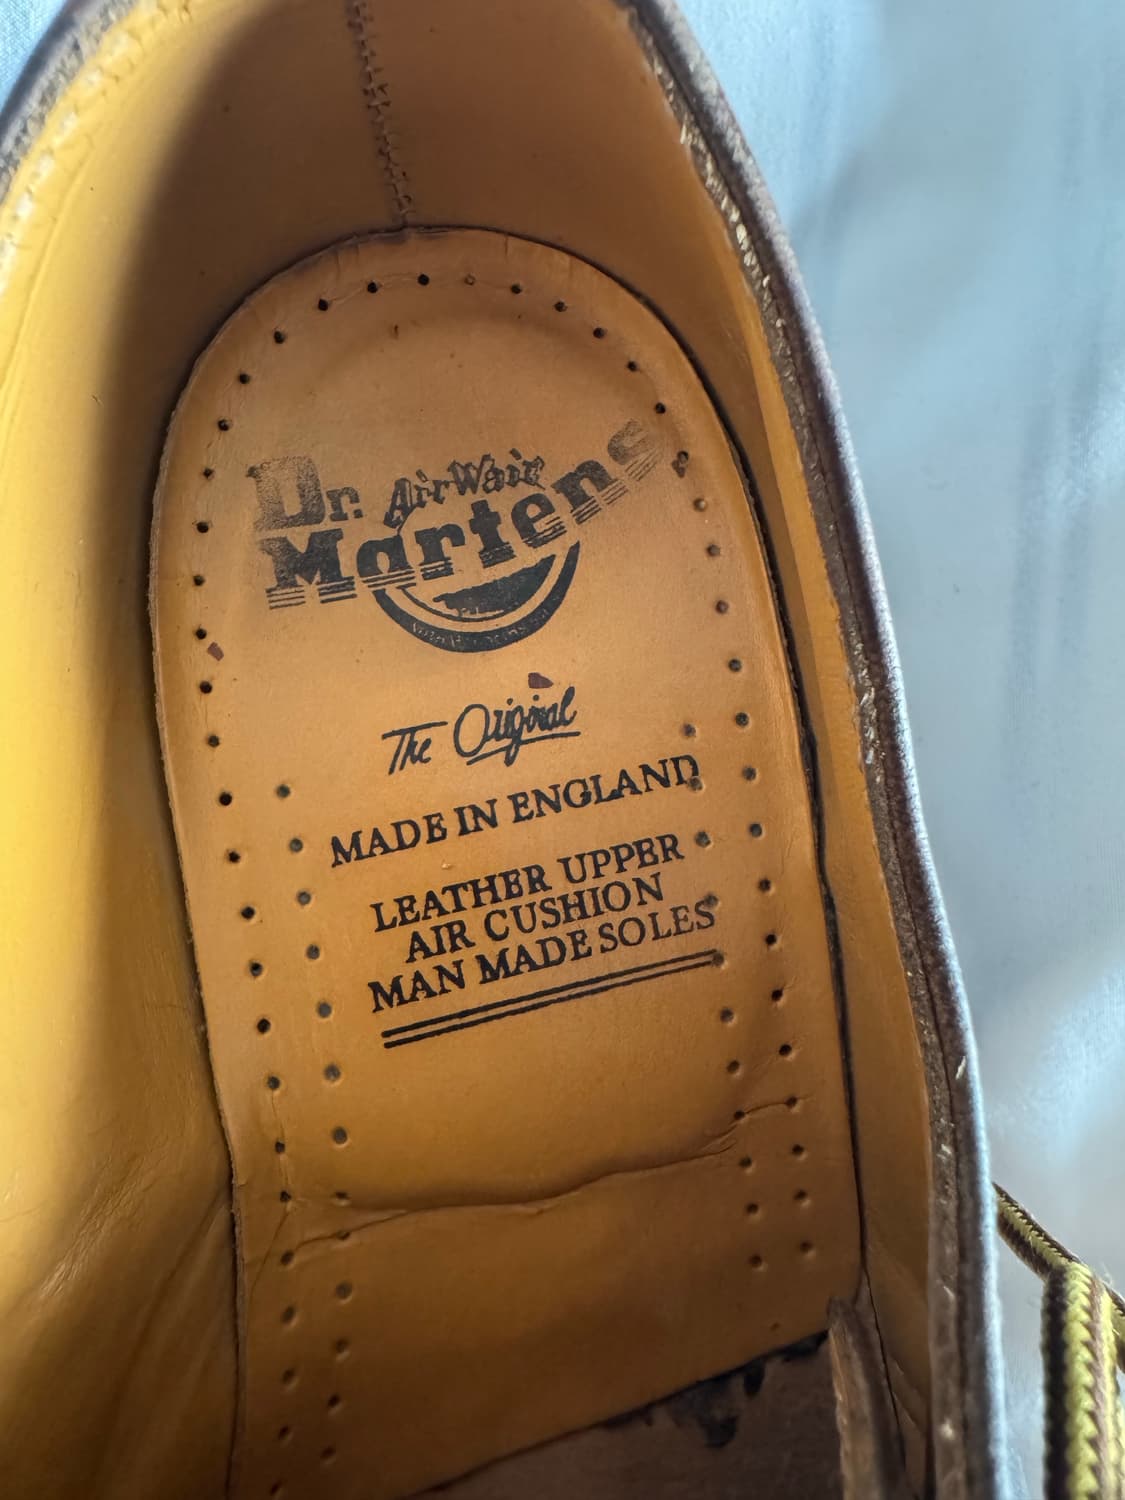 Dr. AirWair
Martens
The Original
MADE IN ENGLAND
LEATHER UPPER
AIR CUSHION
MAN MADE SOLES